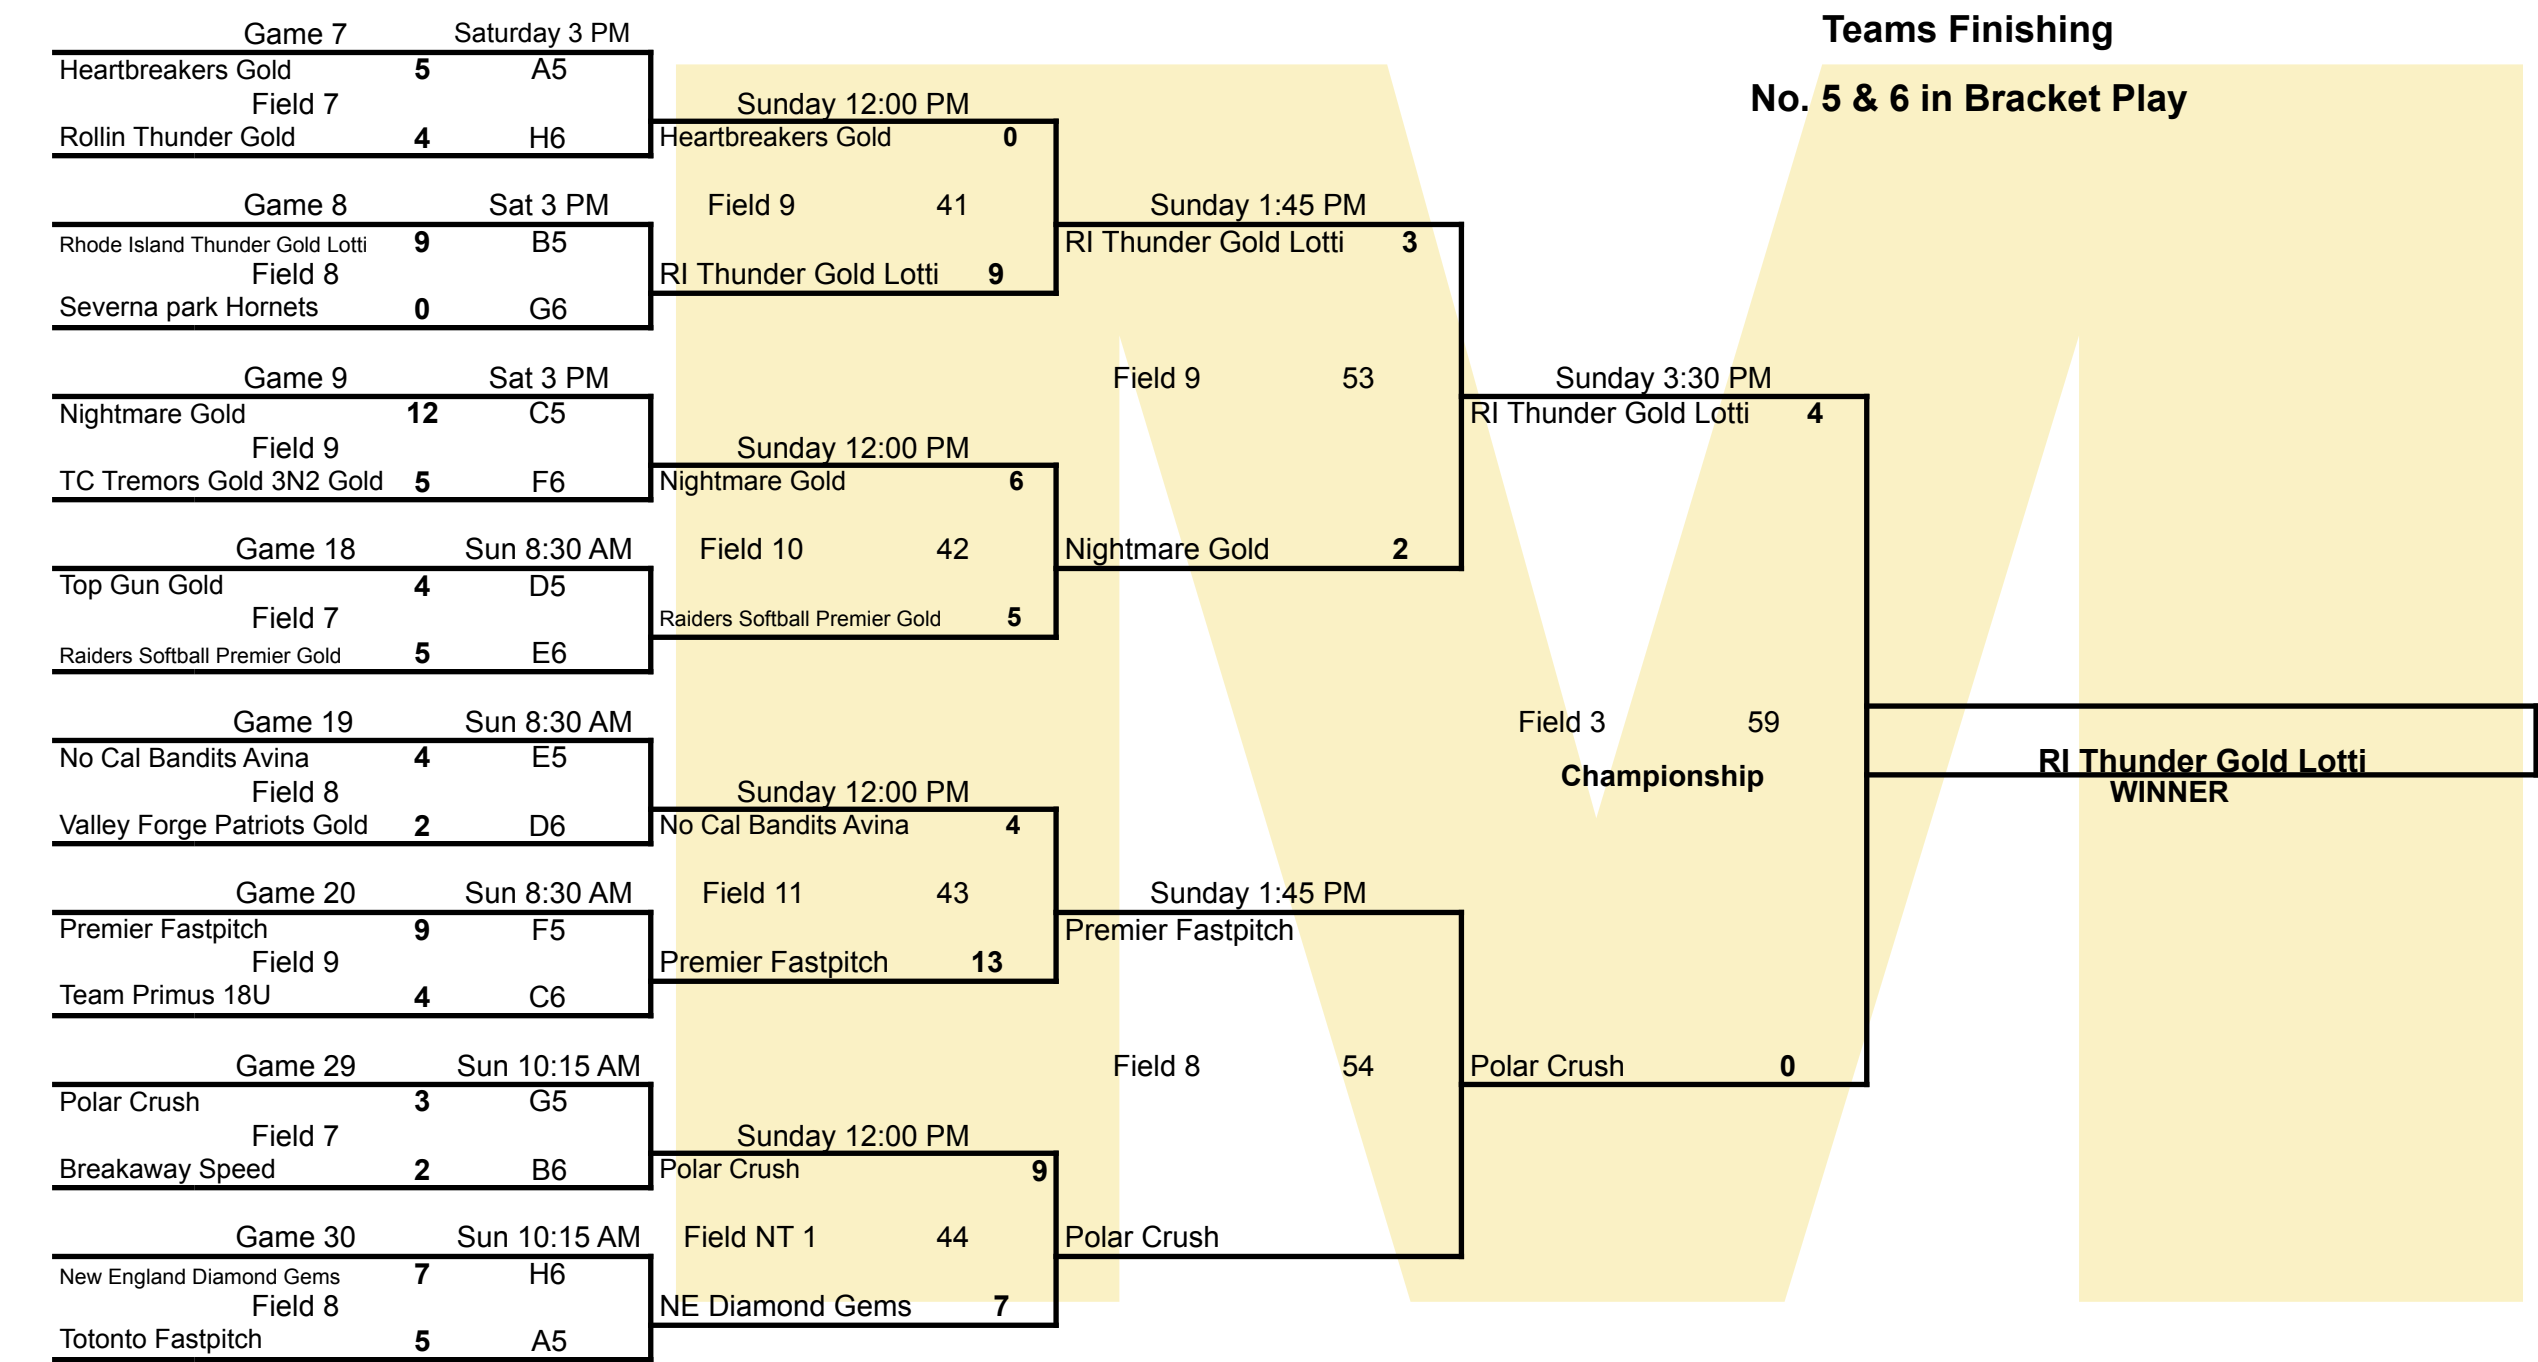 Teams Finishing
No. 5 & 6 in Bracket Play
Game 7 Saturday 3 PM
Heartbreakers Gold 5 A5
Field 7
Rollin Thunder Gold 4 H6
Game 8 Sat 3 PM
Rhode Island Thunder Gold Lotti 9 B5
Field 8
Severna park Hornets 0 G6
Game 9 Sat 3 PM
Nightmare Gold 12 C5
Field 9
TC Tremors Gold 3N2 Gold 5 F6
Game 18 Sun 8:30 AM
Top Gun Gold 4 D5
Field 7
Raiders Softball Premier Gold 5 E6
Game 19 Sun 8:30 AM
No Cal Bandits Avina 4 E5
Field 8
Valley Forge Patriots Gold 2 D6
Game 20 Sun 8:30 AM
Premier Fastpitch 9 F5
Field 9
Team Primus 18U 4 C6
Game 29 Sun 10:15 AM
Polar Crush 3 G5
Field 7
Breakaway Speed 2 B6
Game 30 Sun 10:15 AM
New England Diamond Gems 7 H6
Field 8
Totonto Fastpitch 5 A5
Sunday 12:00 PM
Heartbreakers Gold 0
Field 9 41
RI Thunder Gold Lotti 9
Sunday 12:00 PM
Nightmare Gold 6
Field 10 42
Raiders Softball Premier Gold 5
Sunday 12:00 PM
No Cal Bandits Avina 4
Field 11 43
Premier Fastpitch 13
Sunday 12:00 PM
Polar Crush 9
Field NT 1 44
NE Diamond Gems 7
Sunday 1:45 PM
RI Thunder Gold Lotti 3
Field 9 53
Nightmare Gold 2
Sunday 1:45 PM
Premier Fastpitch
Field 8 54
Polar Crush
Sunday 3:30 PM
RI Thunder Gold Lotti 4
Field 3 59
Championship
Polar Crush 0
RI Thunder Gold Lotti
WINNER